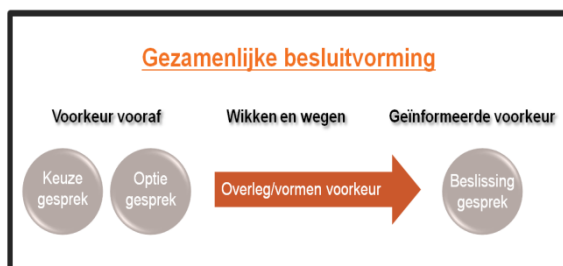 Gezamenlijke besluitvorming
Voorkeur vooraf
Wikken en wegen
Geïnformeerde voorkeur
Keuze
gesprek
Optie
gesprek
Overleg/vormen voorkeur
Beslissing
gesprek